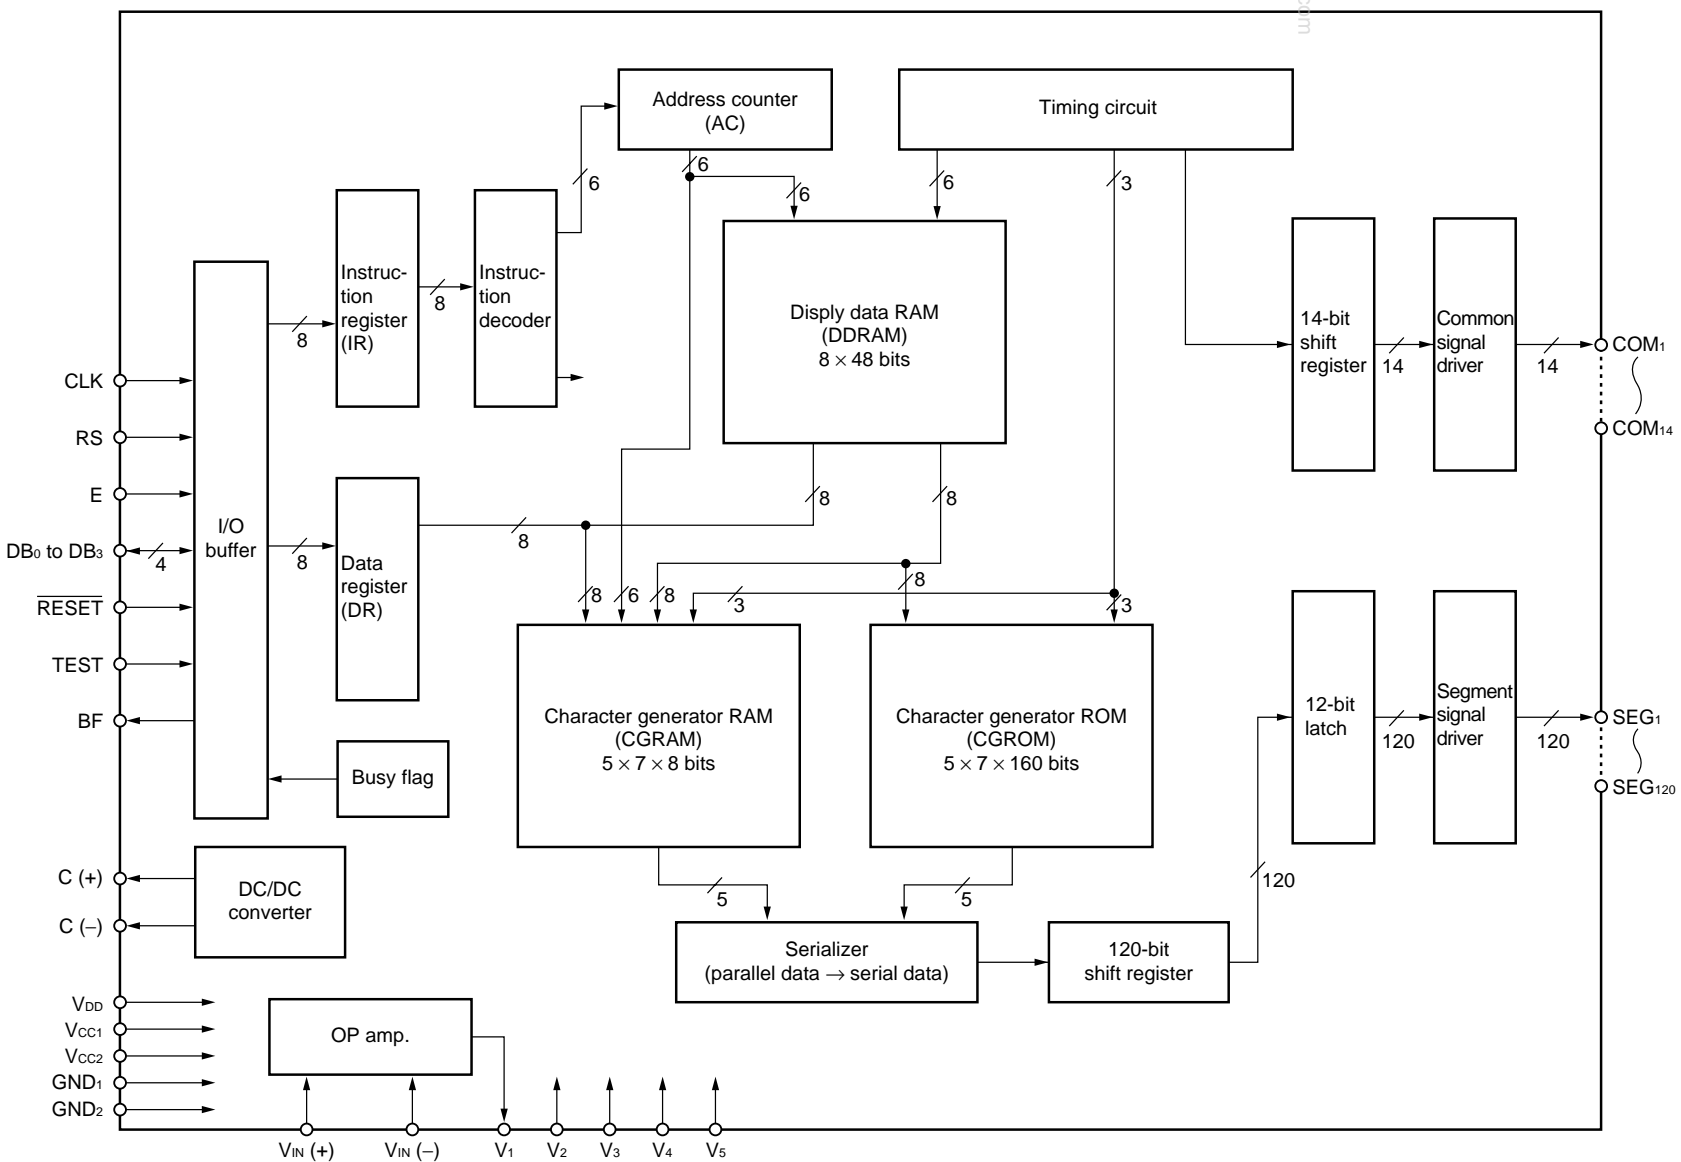 com
Address counter
(AC)
Timing circuit
6
6
6
6
3
Instruc-
tion
register
(IR)
8
Instruc-
tion
decoder
8
Disply data RAM
(DDRAM)
8 × 48 bits
14-bit
shift
register
14
Common
signal
driver
14
COM1
COM14
CLK
RS
E
DB0 to DB3
4
RESET
TEST
BF
I/O
buffer
8
Data
register
(DR)
8
8
8
8
6
8
3
8
3
Busy flag
Character generator RAM
(CGRAM)
5 × 7 × 8 bits
Character generator ROM
(CGROM)
5 × 7 × 160 bits
12-bit
latch
120
Segment
signal
driver
120
SEG1
SEG120
C (+)
C (–)
DC/DC
converter
5
5
120
Serializer
(parallel data → serial data)
120-bit
shift register
VDD
VCC1
VCC2
GND1
GND2
OP amp.
VIN (+)
VIN (–)
V1
V2
V3
V4
V5